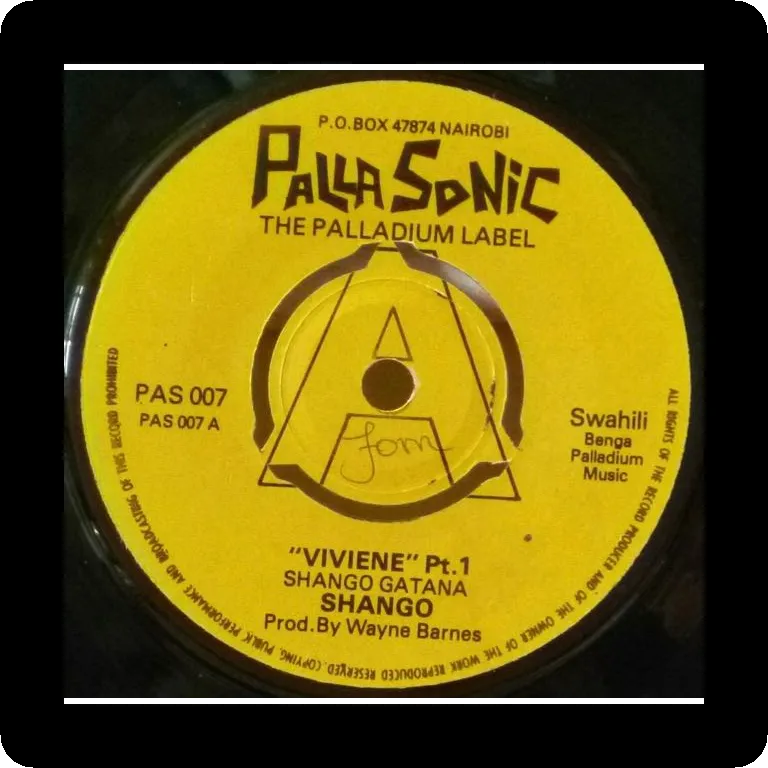 P.O.BOX 47874 NAIROBI
PALLA SONiC
THE PALLADIUM LABEL
A
PAS 007
PAS 007 A
Swahili
Benga
Palladium
Music
Jom
"VIVIENE" Pt.1
SHANGO GATANA
SHANGO
Prod.By Wayne Barnes
ALL RIGHTS OF THE RECORD PRODUCER AND OF THE OWNER OF THE WORK REPRODUCED RESERVED. COPYING, PUBLIC PERFORMANCE AND BROADCASTING OF THIS RECORD PROHIBITED